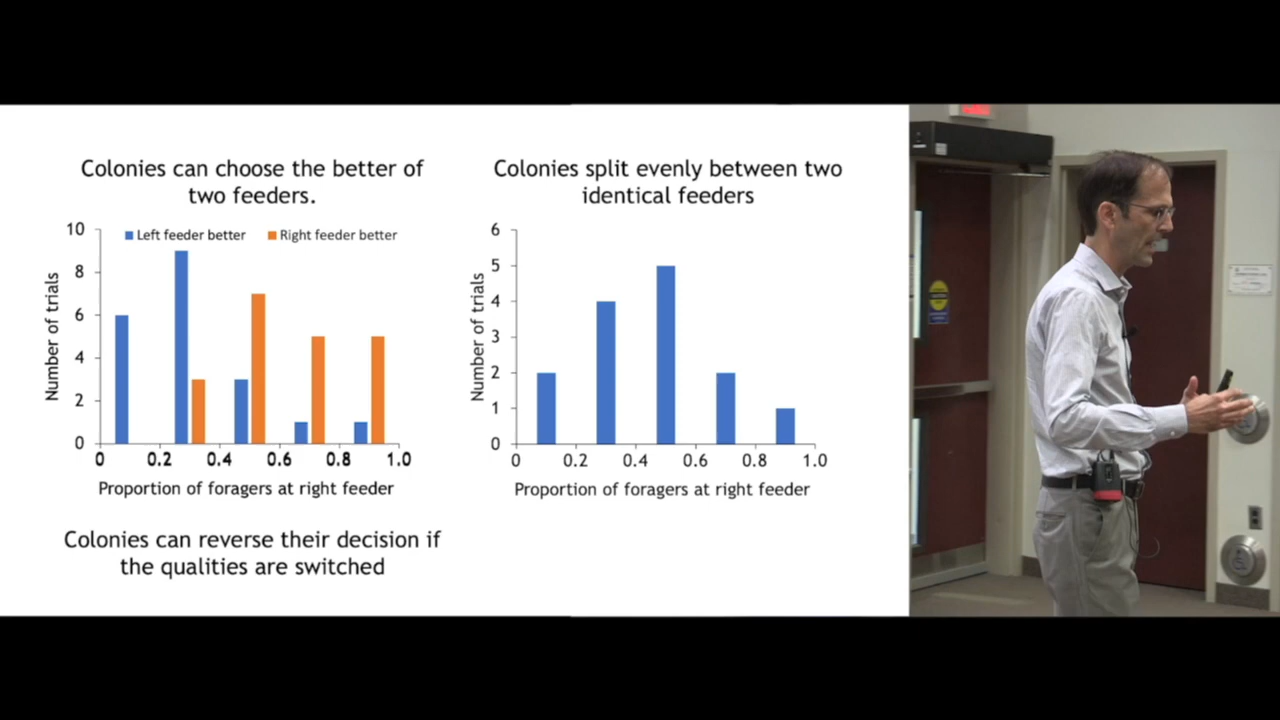 Colonies can choose the better of
two feeders.
Left feeder better
Right feeder better
Number of trials
10
8
6
4
2
0
0
0.2
0.4
0.6
0.8
1.0
Proportion of foragers at right feeder
Colonies can reverse their decision if
the qualities are switched
Colonies split evenly between two
identical feeders
Number of trials
6
5
4
3
2
1
0
0
0.2
0.4
0.6
0.8
1.0
Proportion of foragers at right feeder